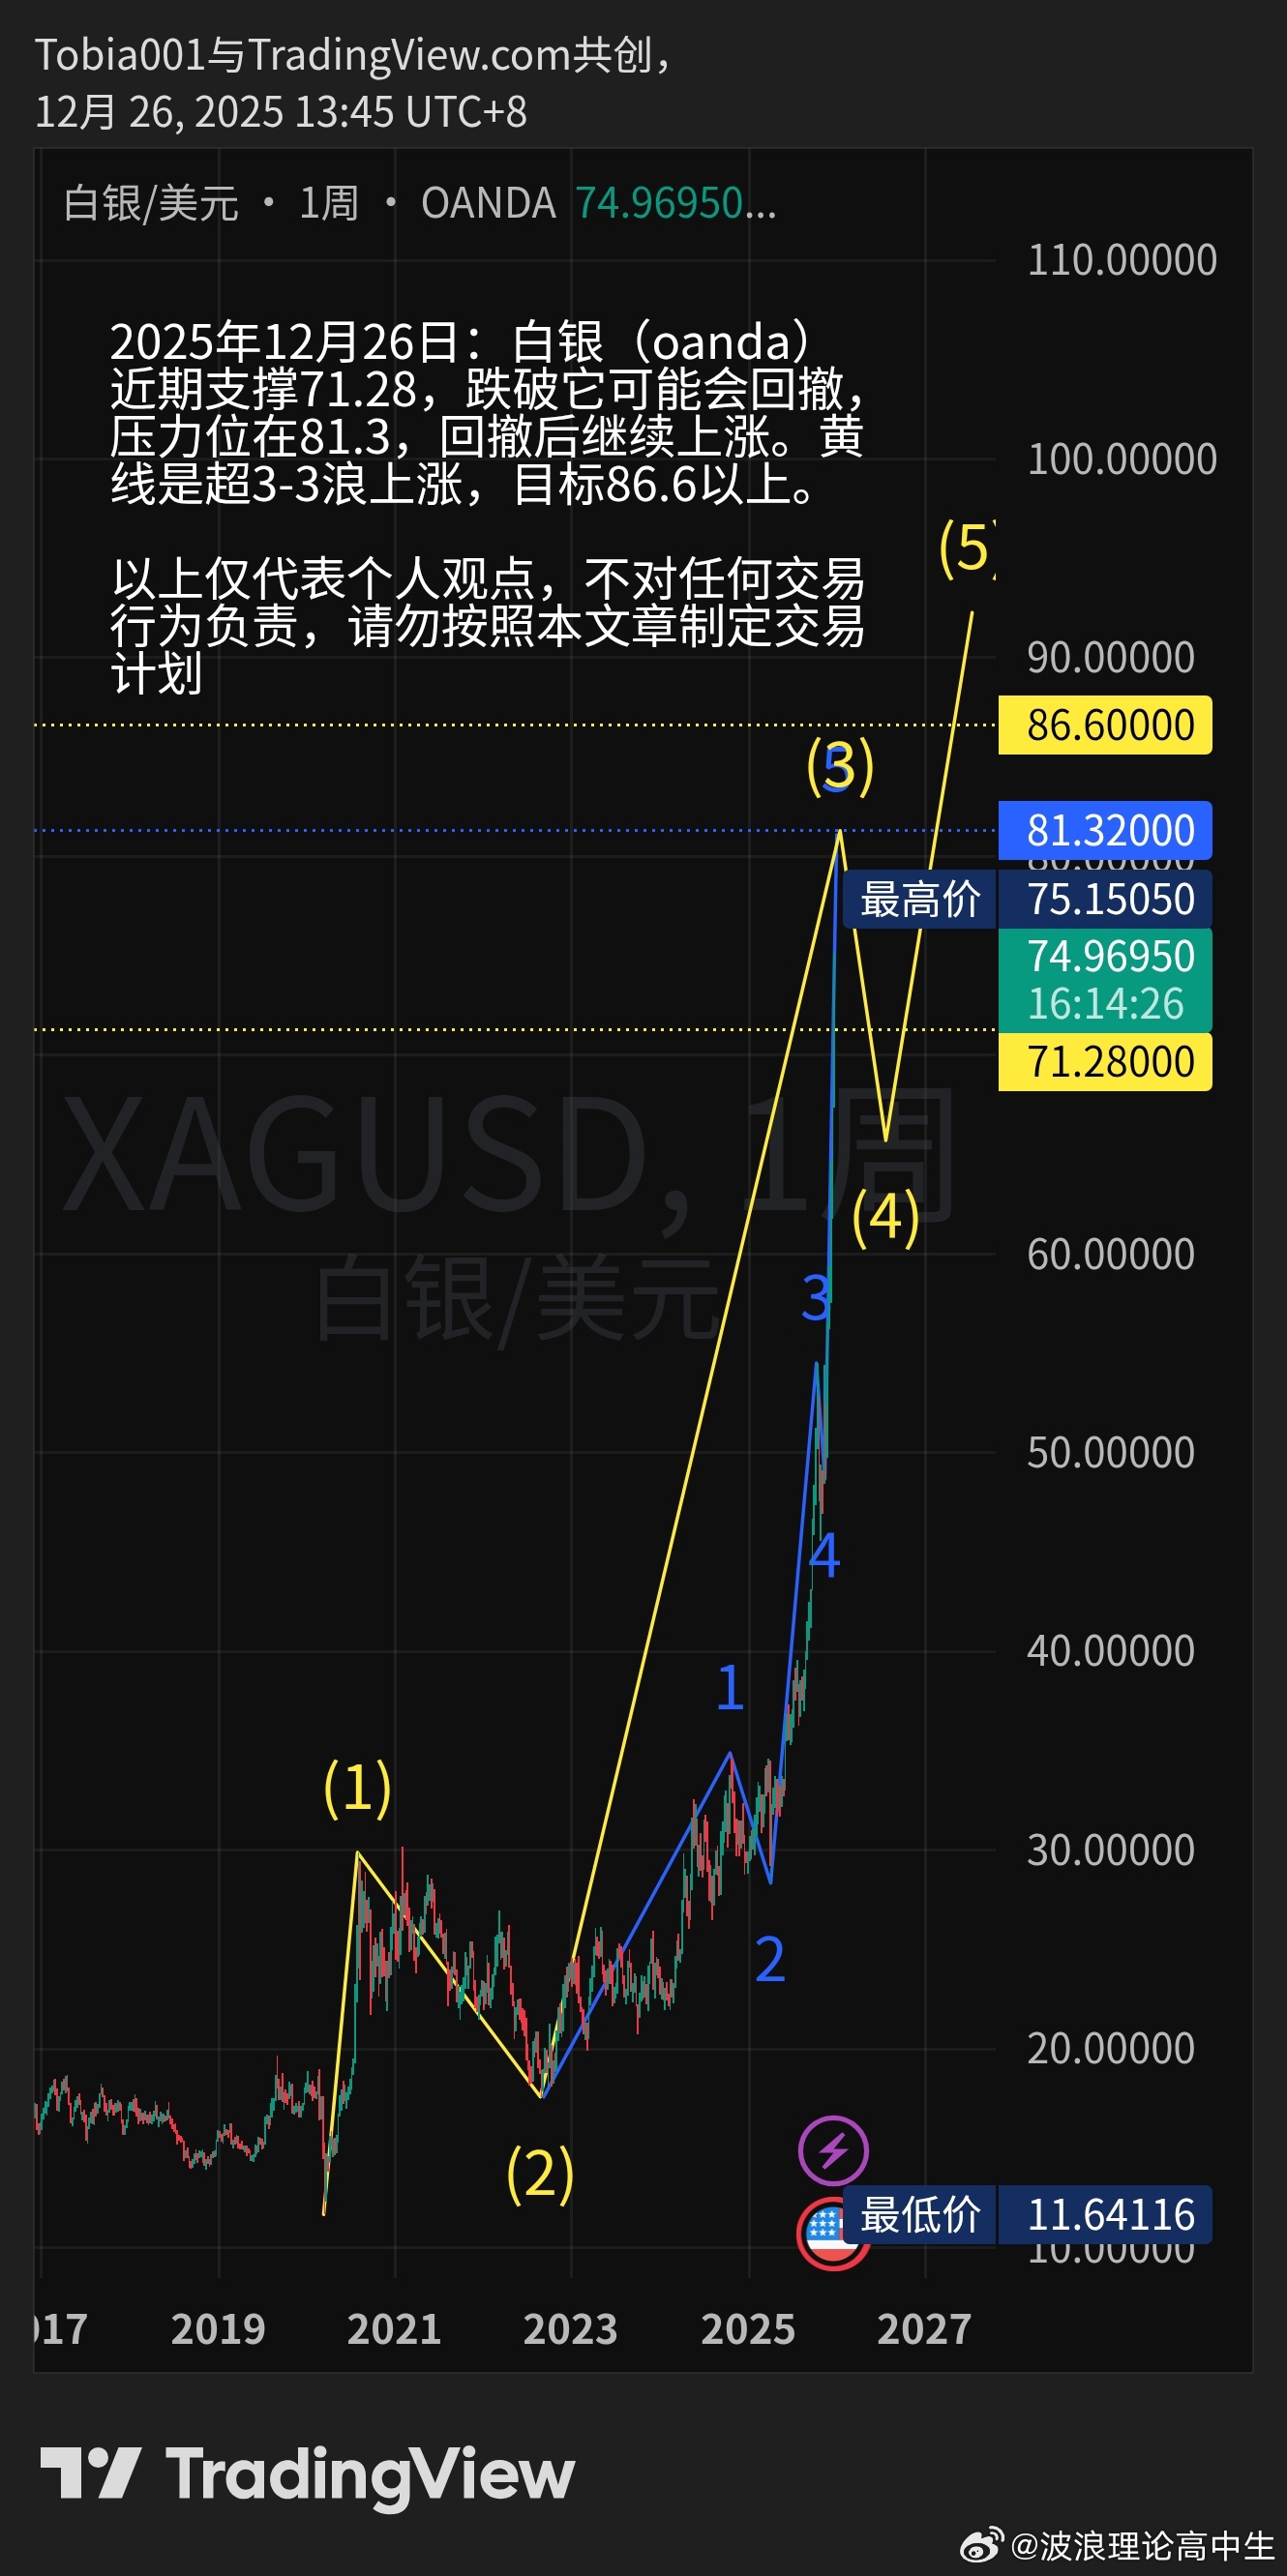 Tobia001与TradingView.com共创，
12月 26, 2025 13:45 UTC+8
白银/美元 • 1周 • OANDA 74.96950...
110.00000
2025年12月26日：白银（oanda）
近期支撑71.28，跌破它可能会回撤，
压力位在81.3，回撤后继续上涨。黄
线是超3-3浪上涨，目标86.6以上。
100.00000
(5)
以上仅代表个人观点，不对任何交易
行为负责，请勿按照本文章制定交易
计划
90.00000
86.60000
(3)
5
81.32000
80.00000
最高价 75.15050
74.96950
16:14:26
71.28000
XAGUSD, 1周
白银/美元
(4)
60.00000
3
50.00000
4
40.00000
1
(1)
30.00000
2
20.00000
(2)
最低价 11.64116
10.00000
017 2019 2021 2023 2025 2027
TradingView
@波浪理论高中生